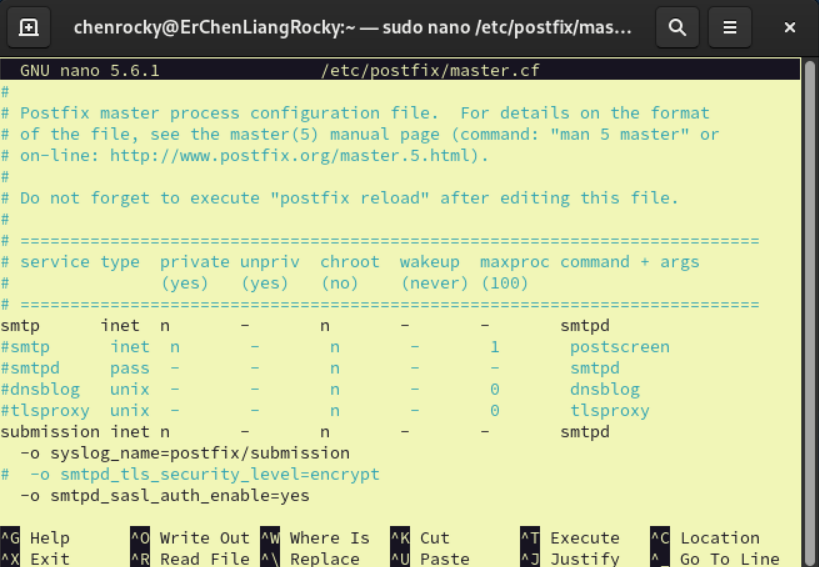 chenrocky@ErChenLiangRocky:~ — sudo nano /etc/postfix/mas...
GNU nano 5.6.1                /etc/postfix/master.cf
#
# Postfix master process configuration file.  For details on the format
# of the file, see the master(5) manual page (command: "man 5 master" or
# on-line: http://www.postfix.org/master.5.html).
#
# Do not forget to execute "postfix reload" after editing this file.
#
# ==========================================================================
# service type  private unpriv  chroot  wakeup  maxproc command + args
#               (yes)   (yes)   (no)    (never) (100)
# ==========================================================================
smtp      inet  n       -       n       -       -       smtpd
#smtp      inet  n       -       n       -       1       postscreen
#smtpd     pass  -       -       n       -       -       smtpd
#dnsblog   unix  -       -       n       -       0       dnsblog
#tlsproxy  unix  -       -       n       -       0       tlsproxy
submission inet n       -       n       -       -       smtpd
  -o syslog_name=postfix/submission
#  -o smtpd_tls_security_level=encrypt
  -o smtpd_sasl_auth_enable=yes
^G Help      ^O Write Out ^W Where Is  ^K Cut       ^T Execute   ^C Location
^X Exit      ^R Read File ^\ Replace   ^U Paste     ^J Justify   ^_ Go To Line